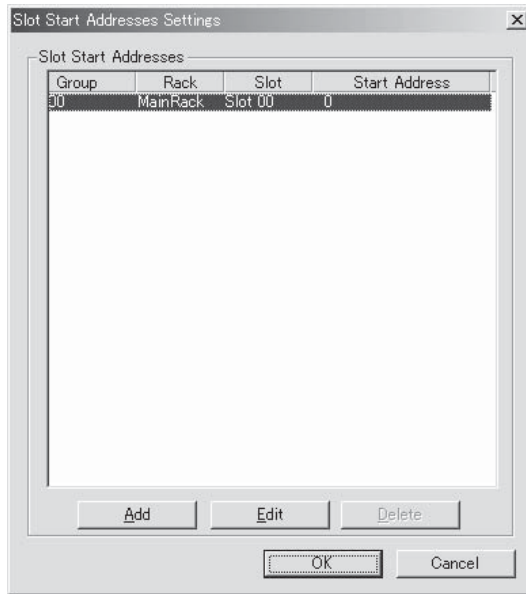 Slot Start Addresses Settings
Slot Start Addresses
Group Rack Slot Start Address
00 MainRack Slot 00 0
Add Edit Delete
OK Cancel